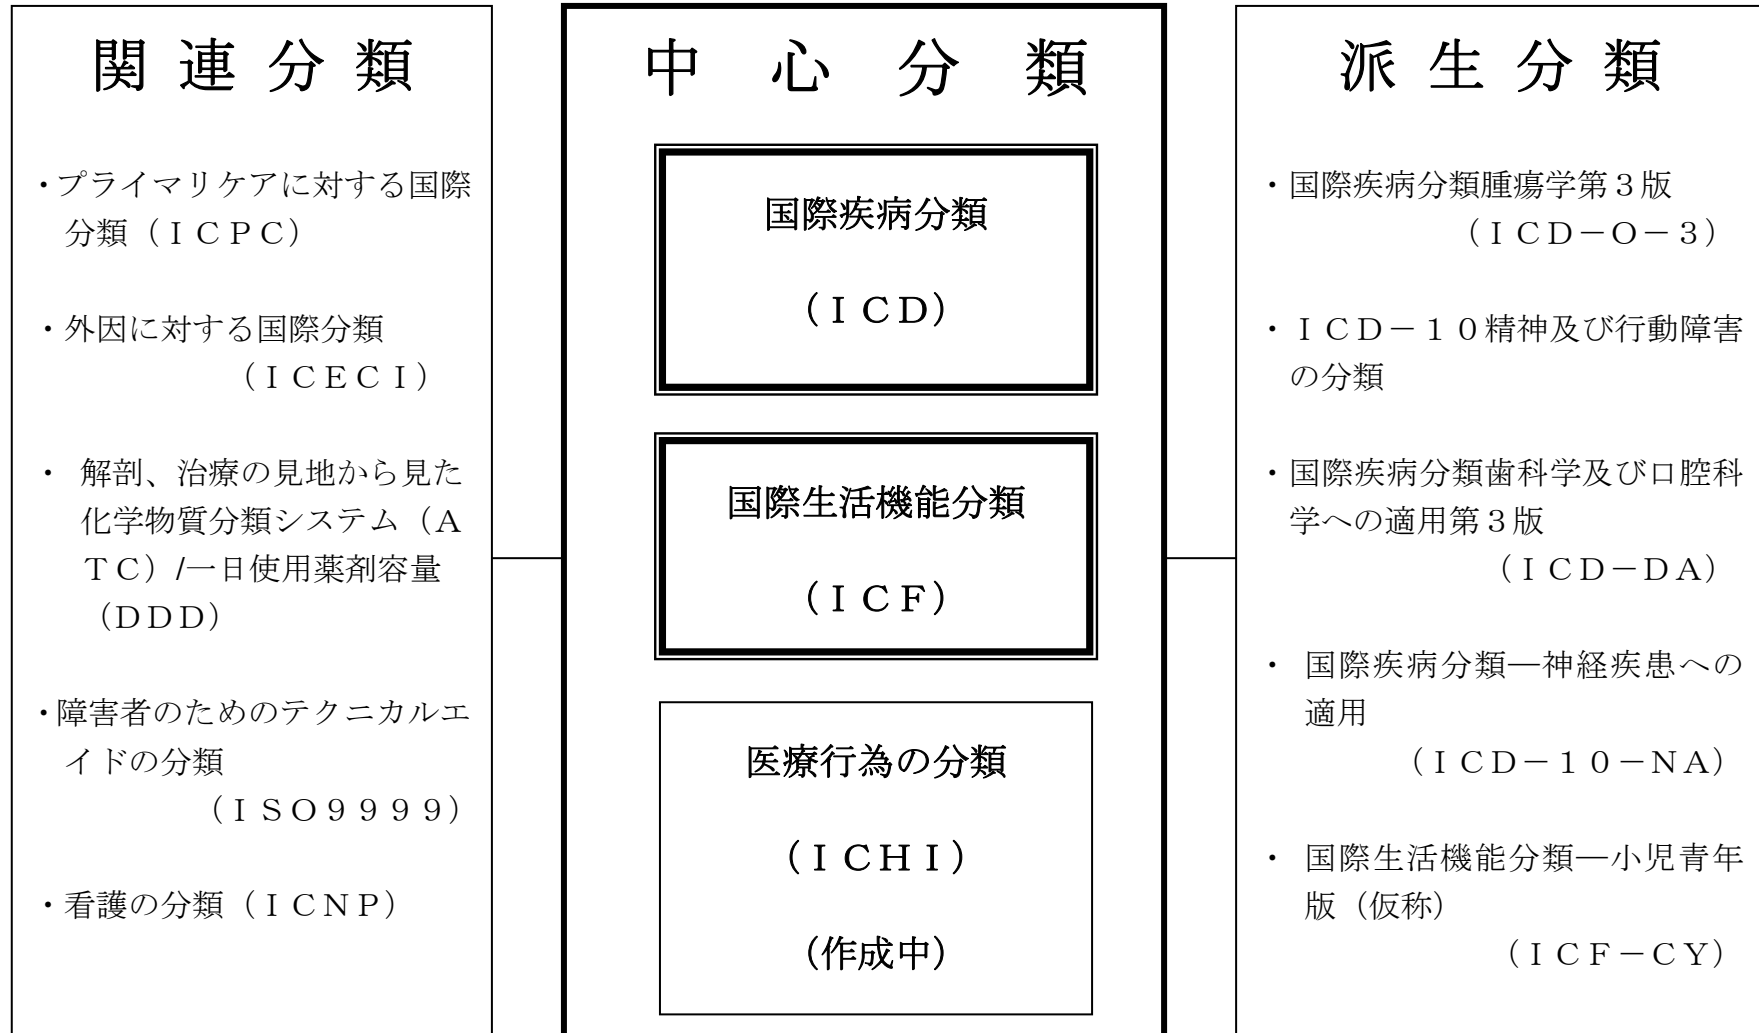 関連分類
・プライマリケアに対する国際
分類（ＩＣＰＣ）
・外因に対する国際分類
（ＩＣＥＣＩ）
・ 解剖、治療の見地から見た
化学物質分類システム（Ａ
ＴＣ）/一日使用薬剤容量
（ＤＤＤ）
・障害者のためのテクニカルエ
イドの分類
（ＩＳＯ９９９９）
・看護の分類（ＩＣＮＰ）
中心分類
国際疾病分類
（ＩＣＤ）
国際生活機能分類
（ＩＣＦ）
医療行為の分類
（ＩＣＨＩ）
（作成中）
派生分類
・国際疾病分類腫瘍学第３版
（ＩＣＤ－Ｏ－３）
・ＩＣＤ－１０精神及び行動障害
の分類
・国際疾病分類歯科学及び口腔科
学への適用第３版
（ＩＣＤ－ＤＡ）
・ 国際疾病分類―神経疾患への
適用
（ＩＣＤ－１０－ＮＡ）
・ 国際生活機能分類―小児青年
版（仮称）
（ＩＣＦ－ＣＹ）